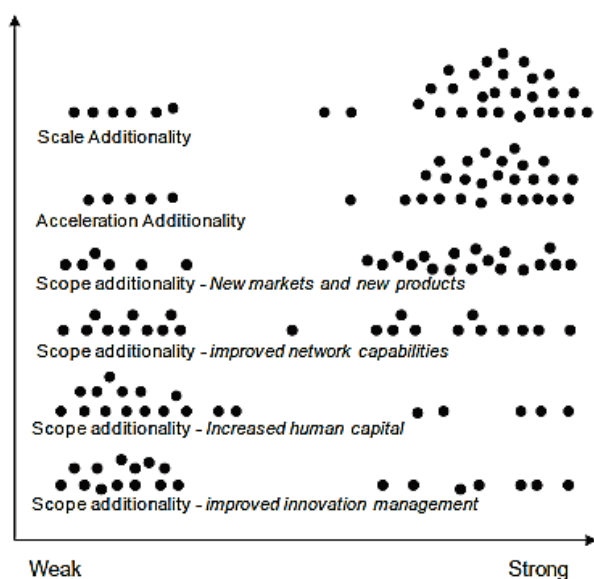 Scale Additionality
Acceleration Additionality
Scope additionality - New markets and new products
Scope additionality - improved network capabilities
Scope additionality - Increased human capital
Scope additionality - improved innovation management
Weak Strong